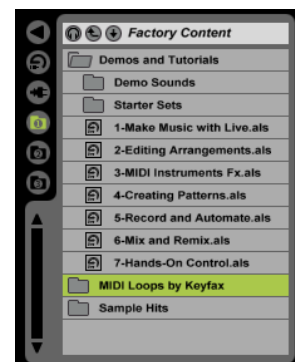 Factory Content
Demos and Tutorials
Demo Sounds
Starter Sets
1-Make Music with Live.als
2-Editing Arrangements.als
3-MIDI Instruments Fx.als
4-Creating Patterns.als
5-Record and Automate.als
6-Mix and Remix.als
7-Hands-On Control.als
MIDI Loops by Keyfax
Sample Hits